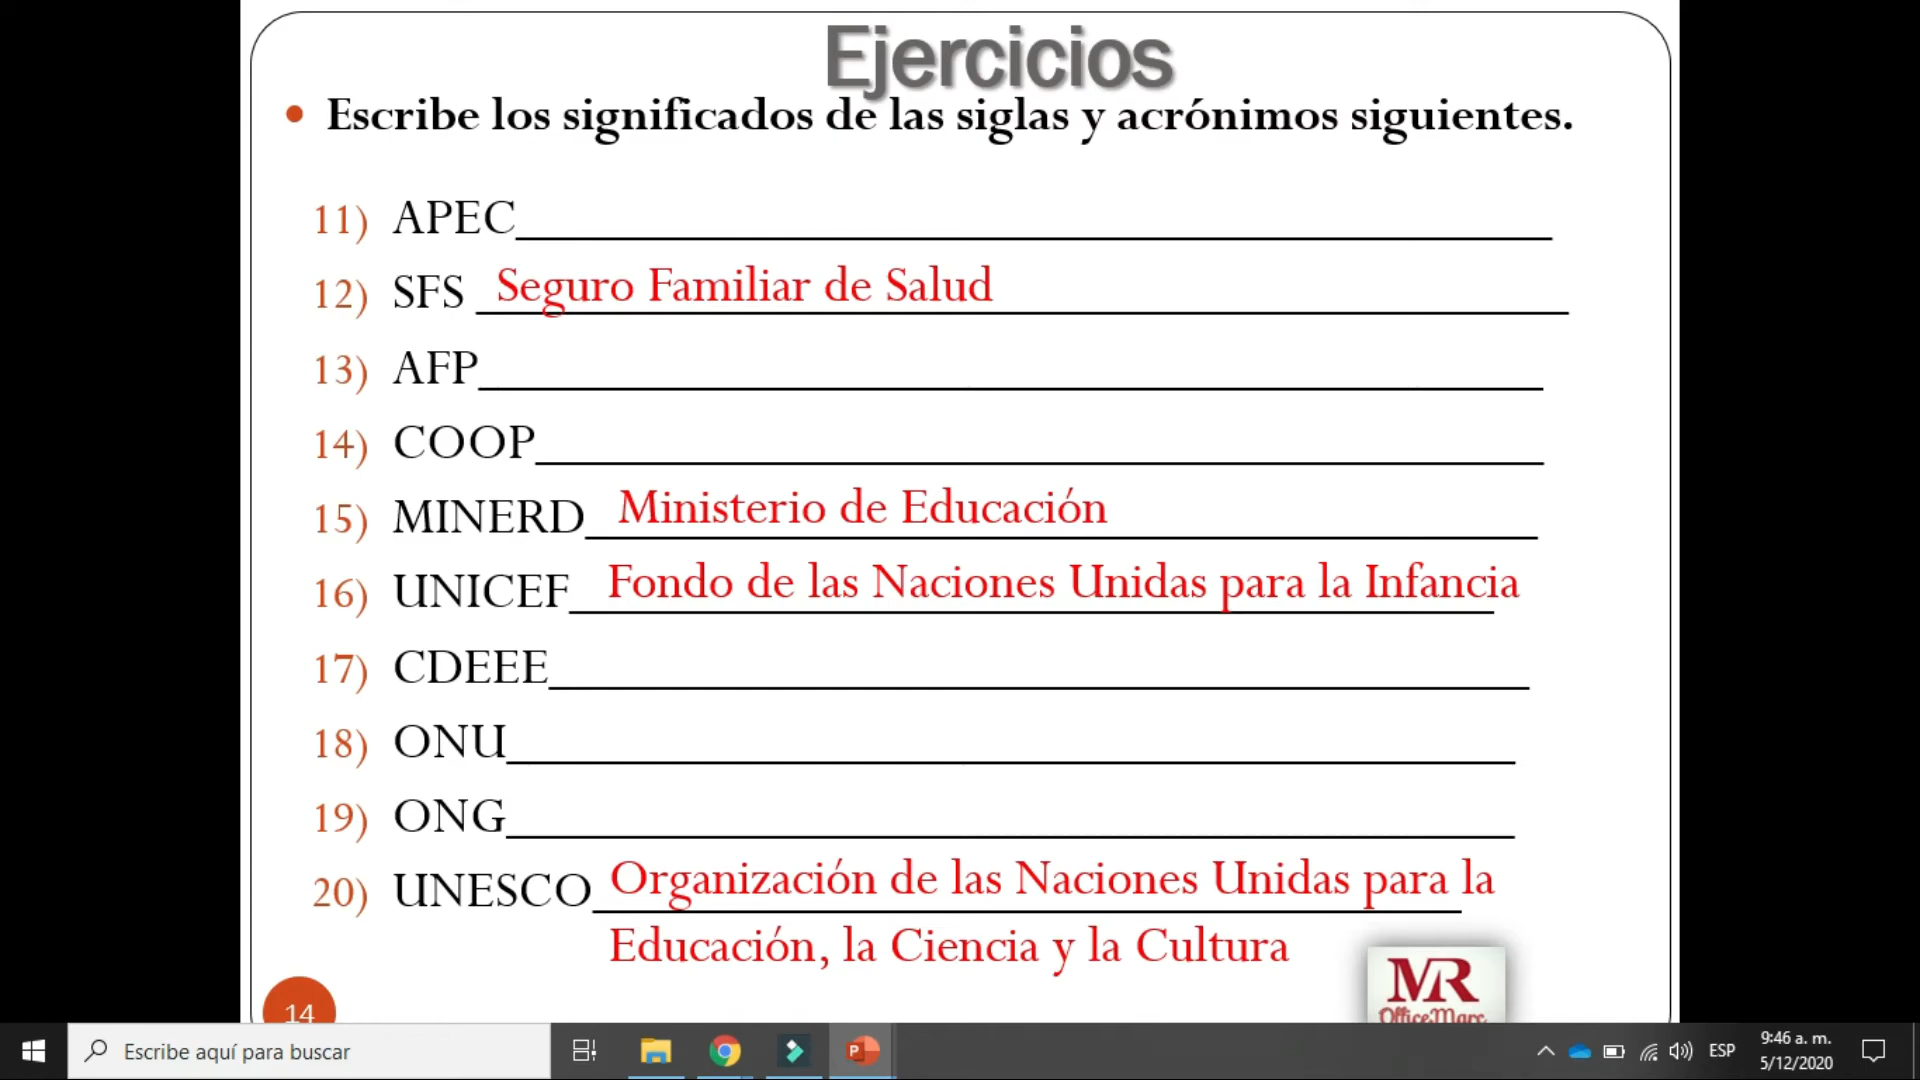 Ejercicios
• Escribe los significados de las siglas y acrónimos siguientes.
11) APEC
12) SFS Seguro Familiar de Salud
13) AFP
14) COOP
15) MINERD Ministerio de Educación
16) UNICEF Fondo de las Naciones Unidas para la Infancia
17) CDEEE
18) ONU
19) ONG
20) UNESCO Organización de las Naciones Unidas para la
Educación, la Ciencia y la Cultura
14
MR
OfficeMarc
Escribe aquí para buscar
ESP
9:46 a. m.
5/12/2020